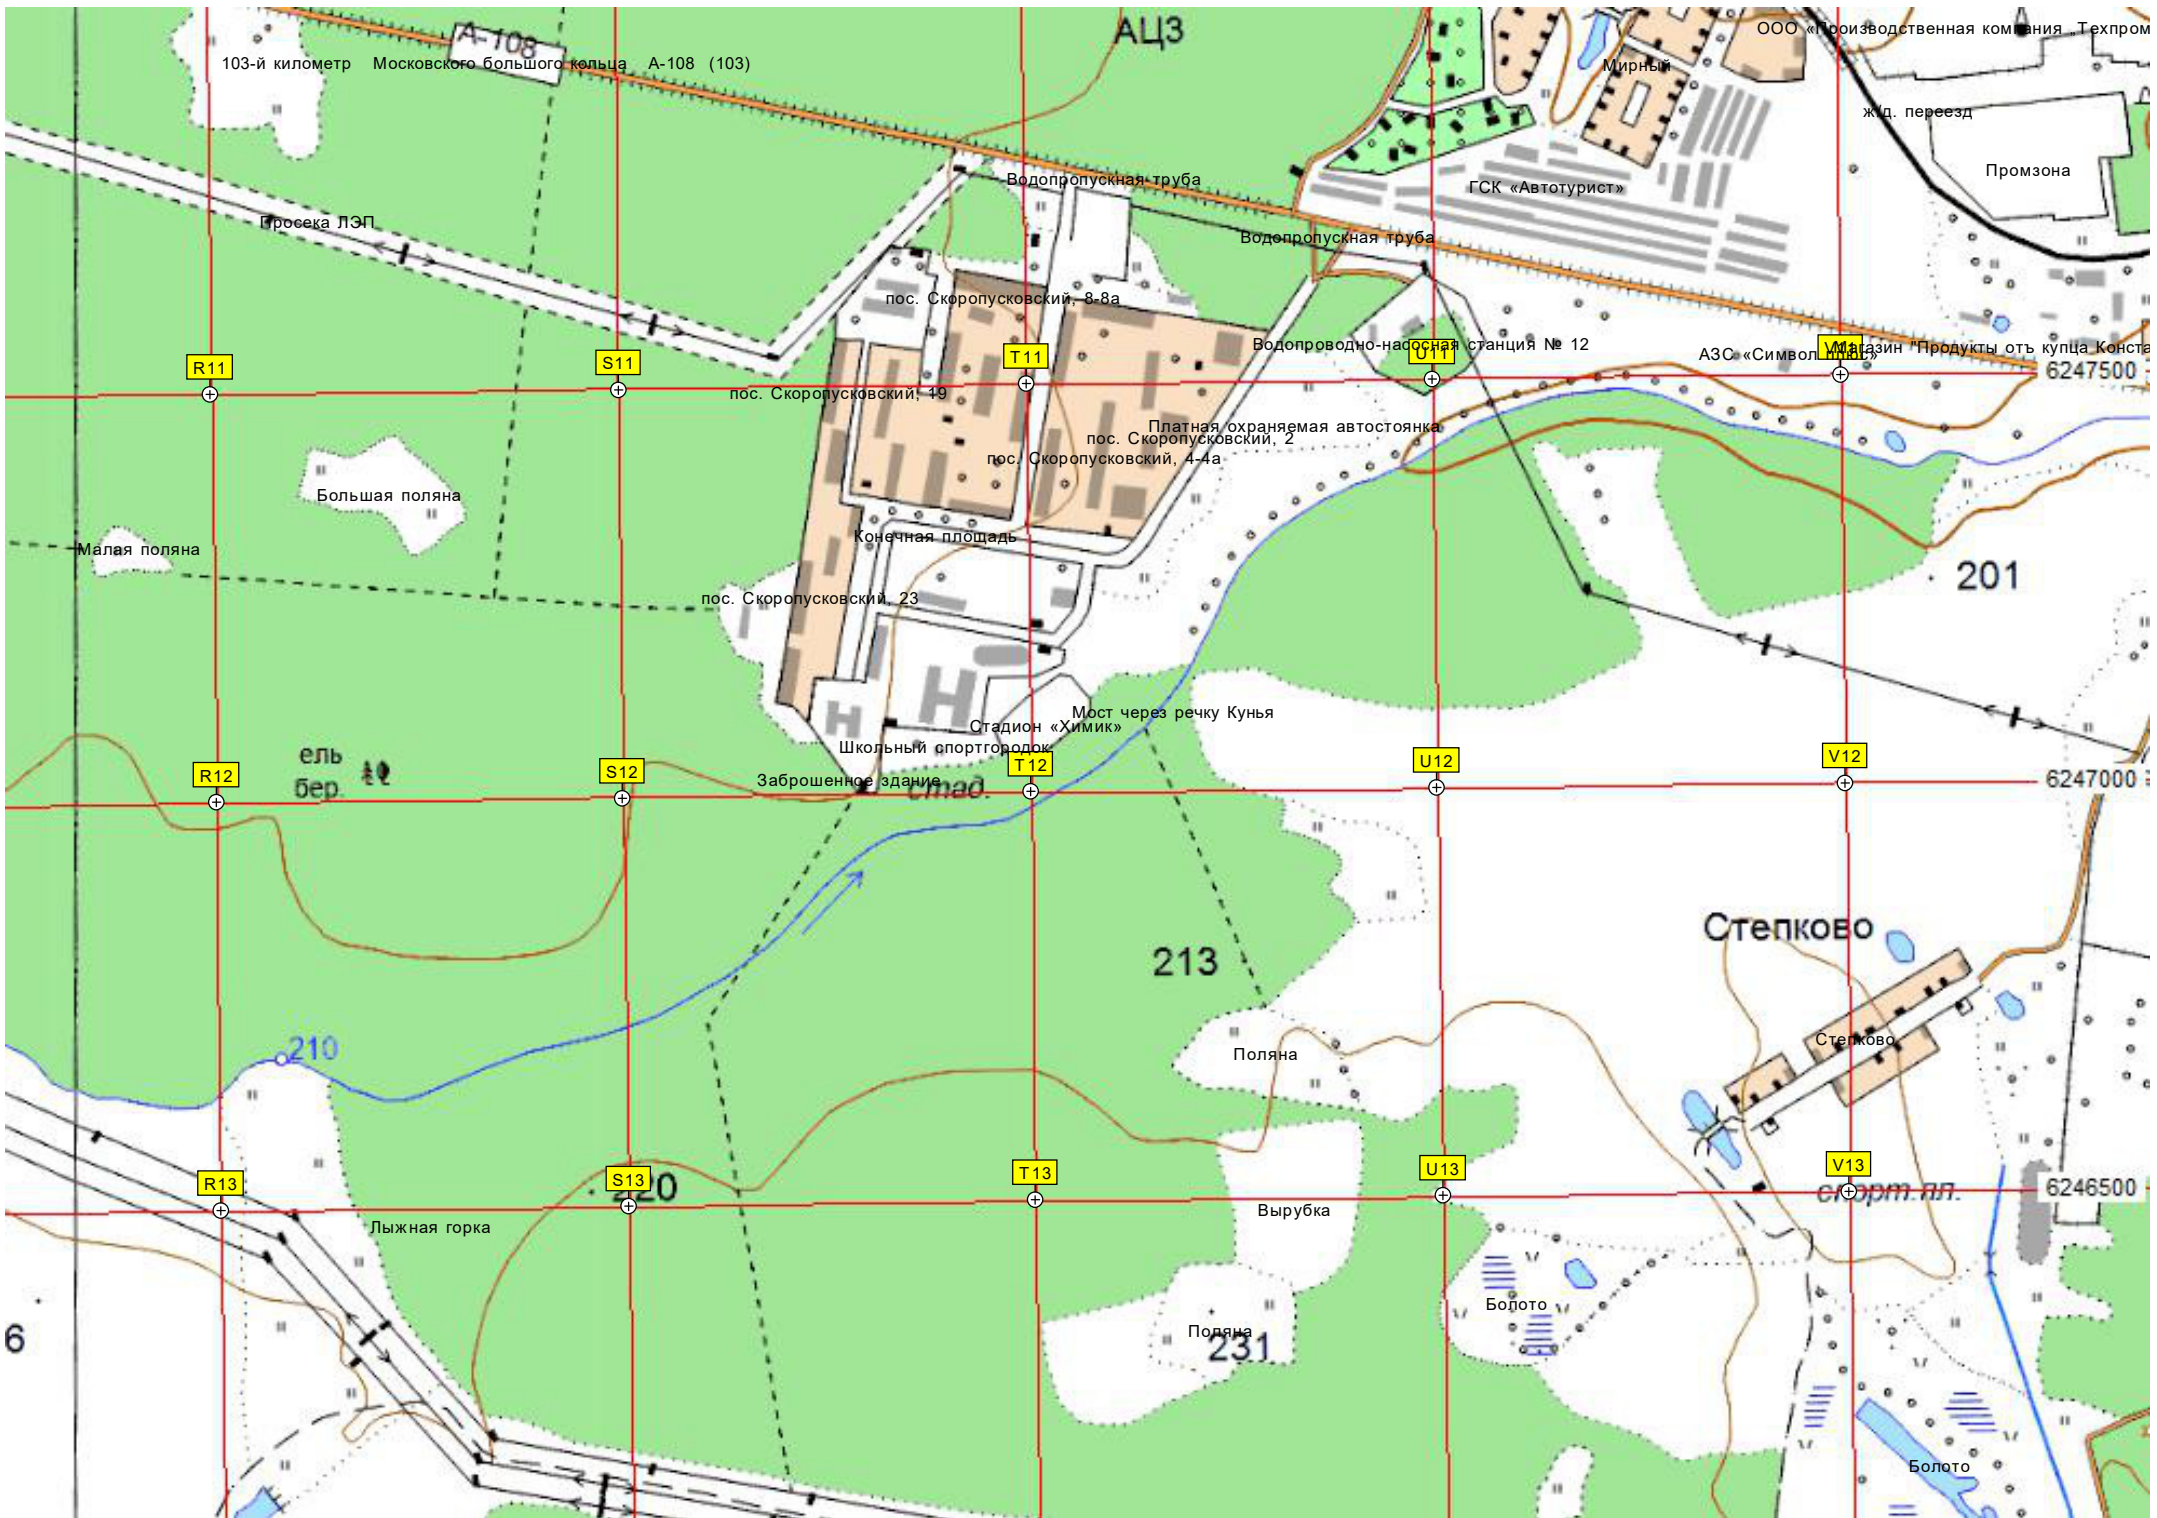 АЦЗ
ООО «Производственная компания „Техпром
А-108
103-й километр Московского большого кольца А-108 (103)
Мирный
ж/д. переезд
Промзона
Водопропускная труба
ГСК «Автотурист»
Просека ЛЭП
Водопропускная труба
пос. Скоропусковский, 8-8а
Водопроводно-насосная станция № 12
АЗС «Символ плюс»
Магазин "Продукты отъ купца Конста
R11
S11
T11
U11
V11
6247500
пос. Скоропусковский, 19
Платная охраняемая автостоянка
пос. Скоропусковский, 2
пос. Скоропусковский, 4-4а
Большая поляна
Конечная площадь
Малая поляна
201
пос. Скоропусковский, 23
Мост через речку Кунья
Стадион «Химик»
Школьный спортгородок
ель
бер.
Заброшенное здание
стад.
R12
S12
T12
U12
V12
6247000
Степково
213
210
Степково
Поляна
R13
S13
T13
U13
V13
220
6246500
спорт.пл.
Лыжная горка
Вырубка
Болото
Поляна
231
6
Болото